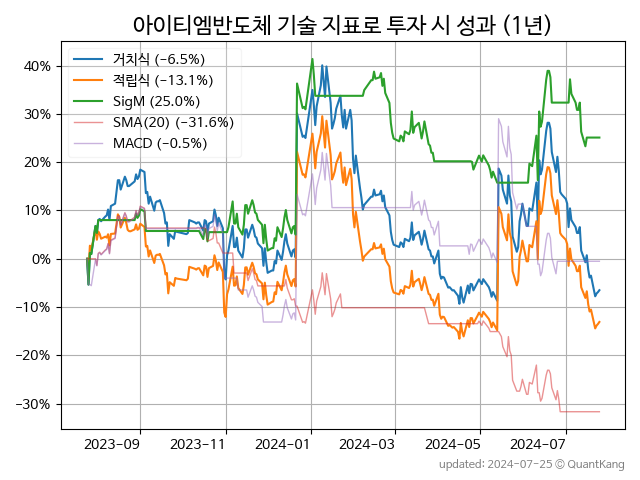 아이티엠반도체 기술 지표로 투자 시 성과 (1년)
거치식 (−6.5%)
적립식 (−13.1%)
SigM (25.0%)
SMA(20) (−31.6%)
MACD (−0.5%)
40%
30%
20%
10%
0%
−10%
−20%
−30%
2023-09 2023-11 2024-01 2024-03 2024-05 2024-07
updated: 2024-07-25 © QuantKang